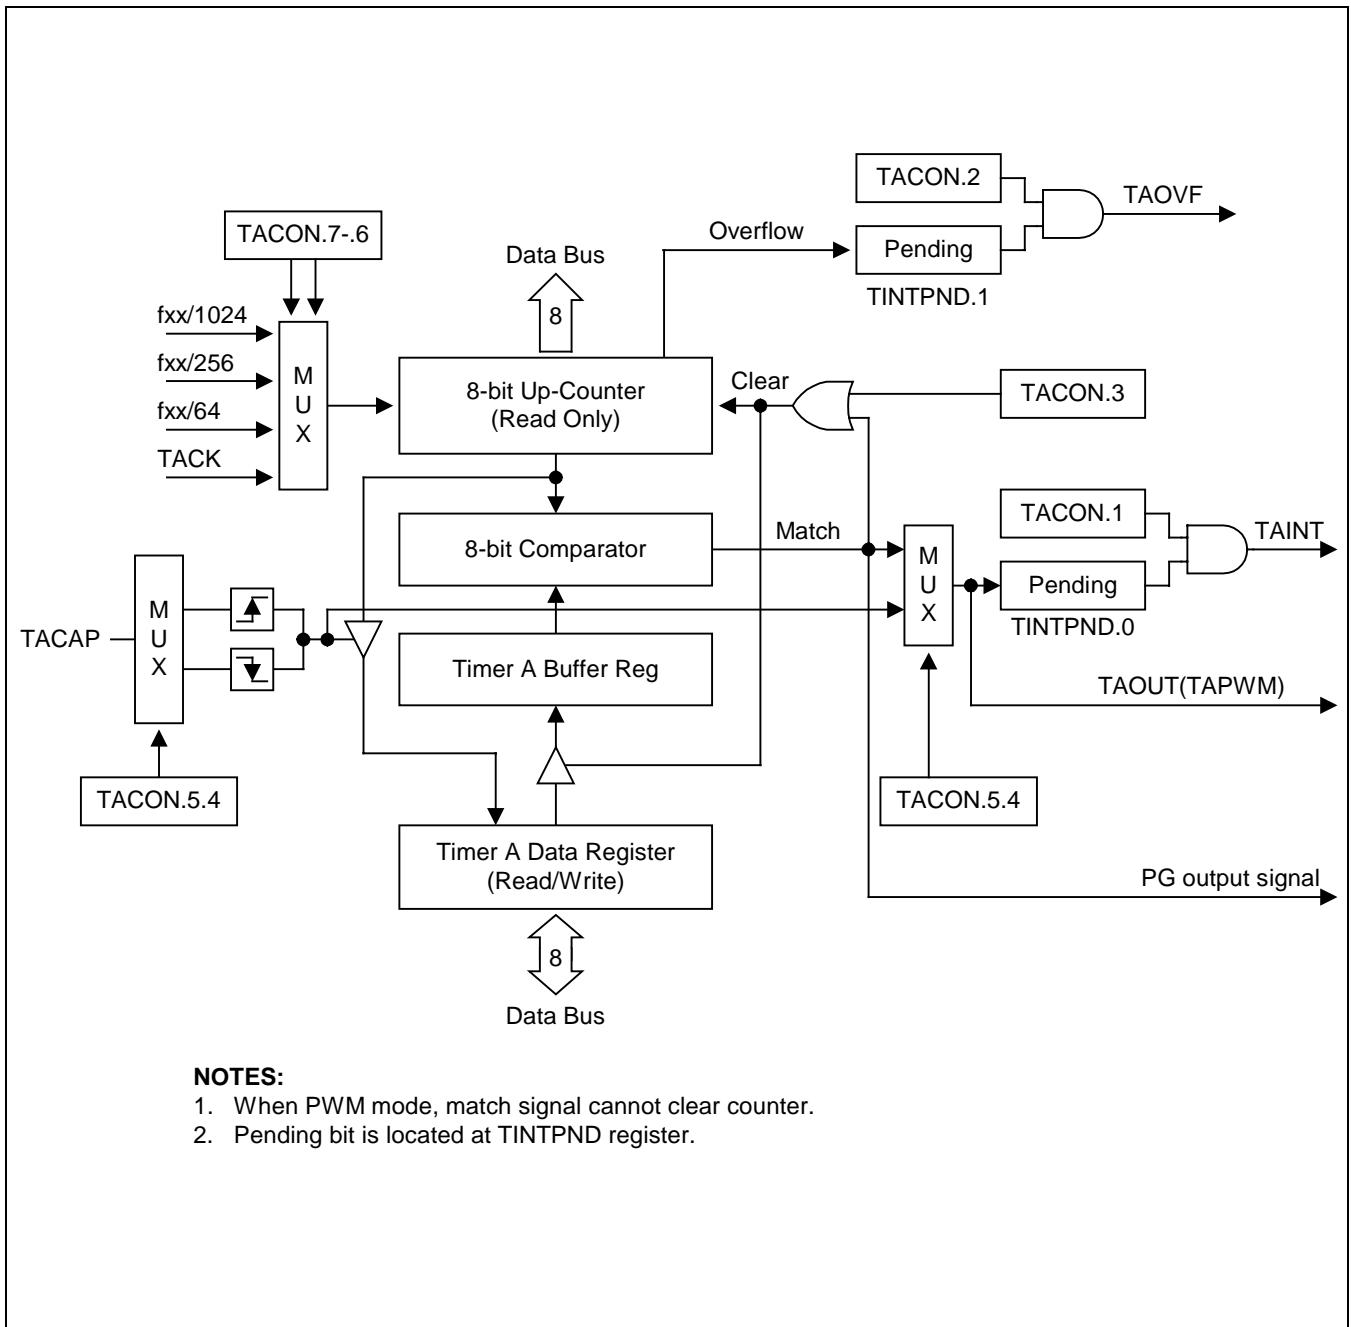 TACON.2
TAOVF
Overflow
Pending
TINTPND.1
TACON.7-.6
Data Bus
8
fxx/1024
fxx/256
fxx/64
TACK
M
U
X
8-bit Up-Counter
(Read Only)
Clear
TACON.3
TACON.1
8-bit Comparator
Match
M
U
X
TAINT
Pending
TINTPND.0
TACAP
M
U
X
Timer A Buffer Reg
TAOUT(TAPWM)
TACON.5.4
TACON.5.4
Timer A Data Register
(Read/Write)
PG output signal
8
Data Bus
NOTES:
1. When PWM mode, match signal cannot clear counter.
2. Pending bit is located at TINTPND register.